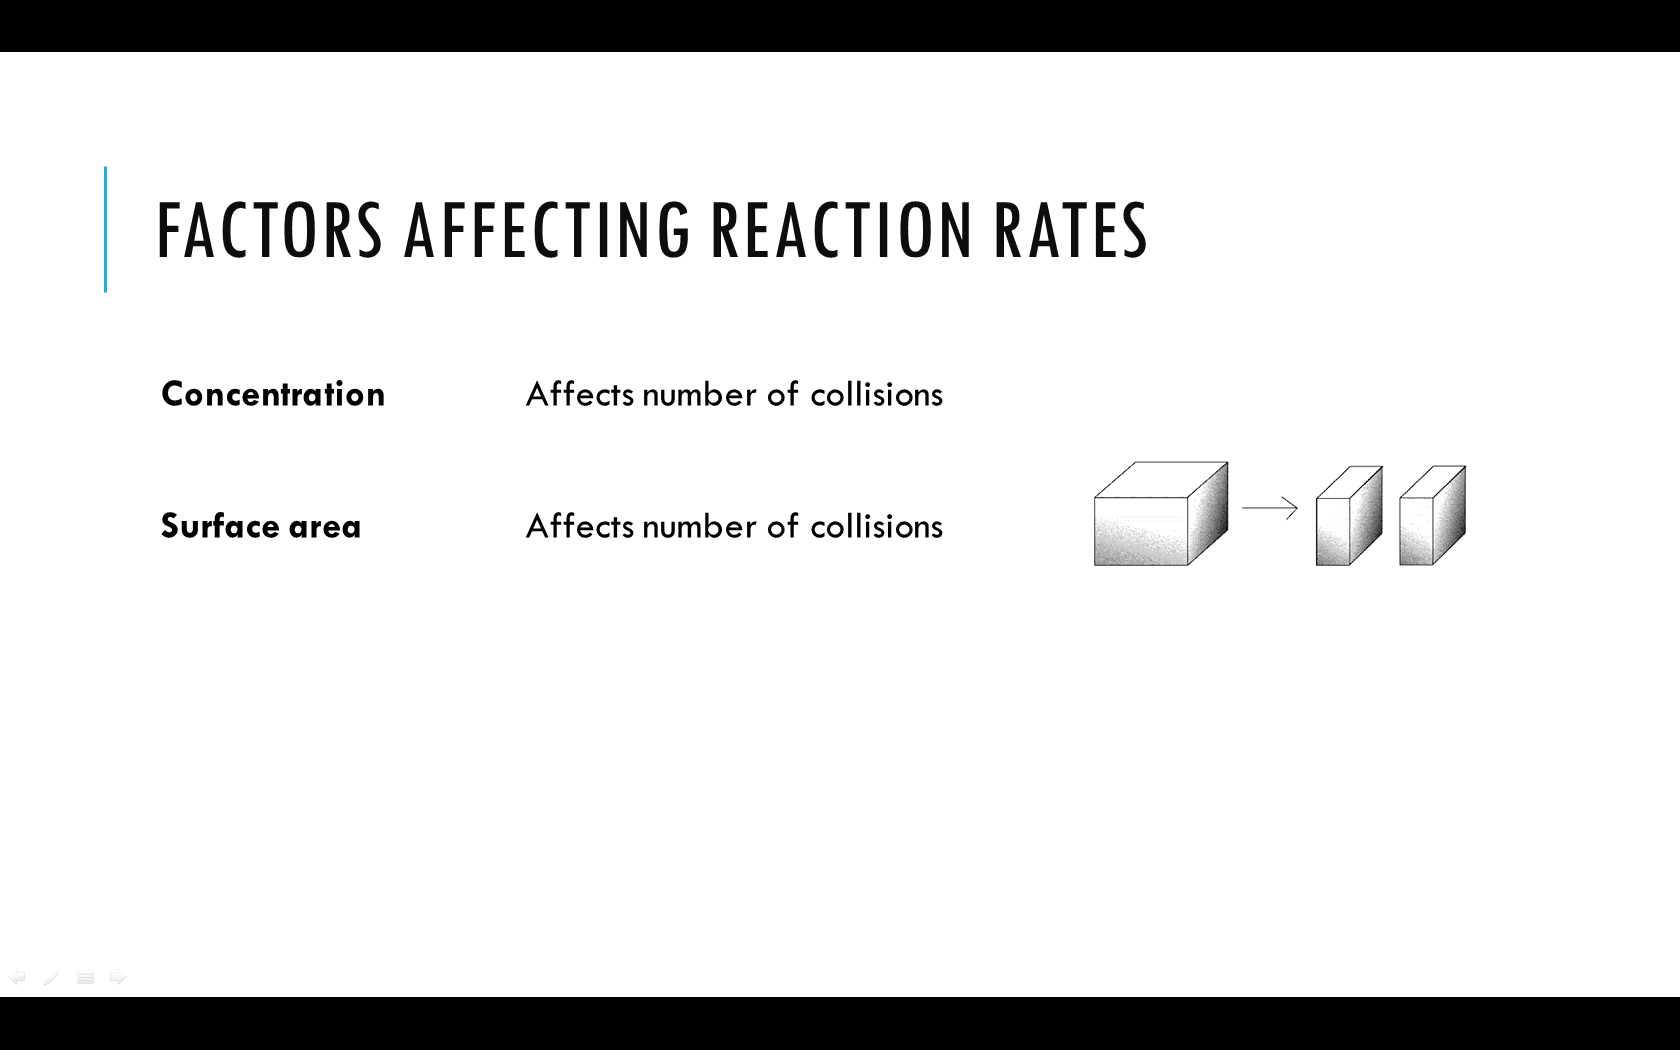 FACTORS AFFECTING REACTION RATES
Concentration Affects number of collisions
Surface area Affects number of collisions